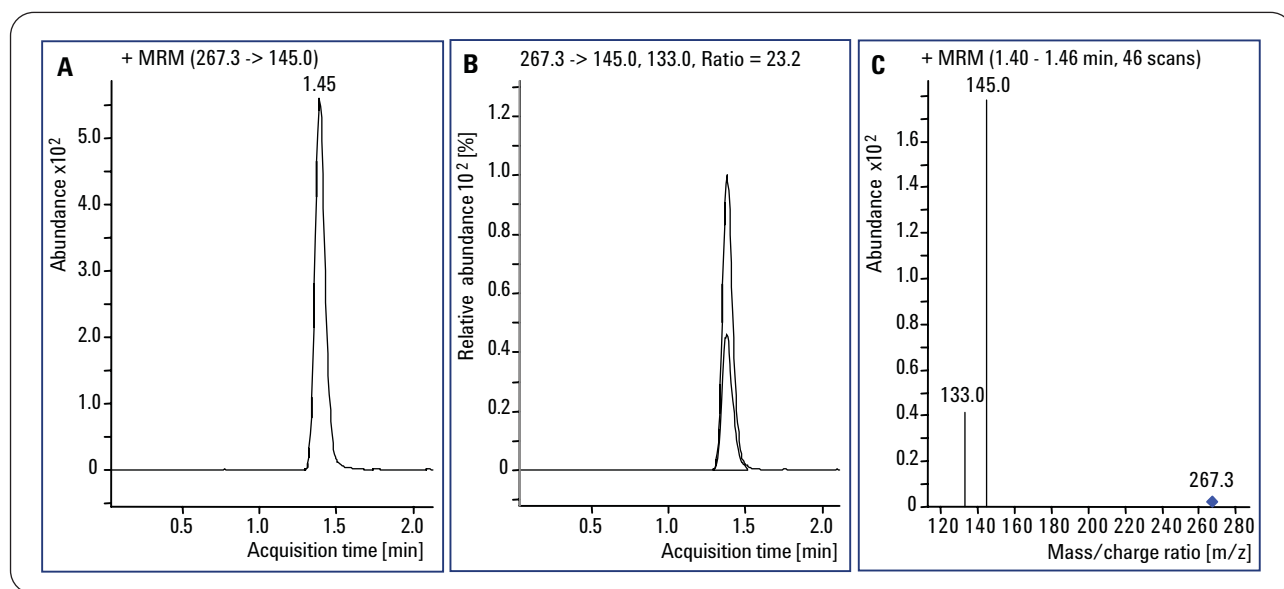 A
+ MRM (267.3 -> 145.0)
1.45
Abundance x10²
5.0
4.0
3.0
2.0
1.0
0
0.5 1.0 1.5 2.0
Acquisition time [min]
B
267.3 -> 145.0, 133.0, Ratio = 23.2
Relative abundance 10² [%]
1.2
1.0
0.8
0.6
0.4
0.2
0
0.5 1.0 1.5 2.0
Acquisition time [min]
C
+ MRM (1.40 - 1.46 min, 46 scans)
145.0
Abundance x10²
1.6
1.4
1.2
1.0
0.8
0.6
0.4
0.2
0
133.0
267.3
120 140 160 180 200 220 240 260 280
Mass/charge ratio [m/z]